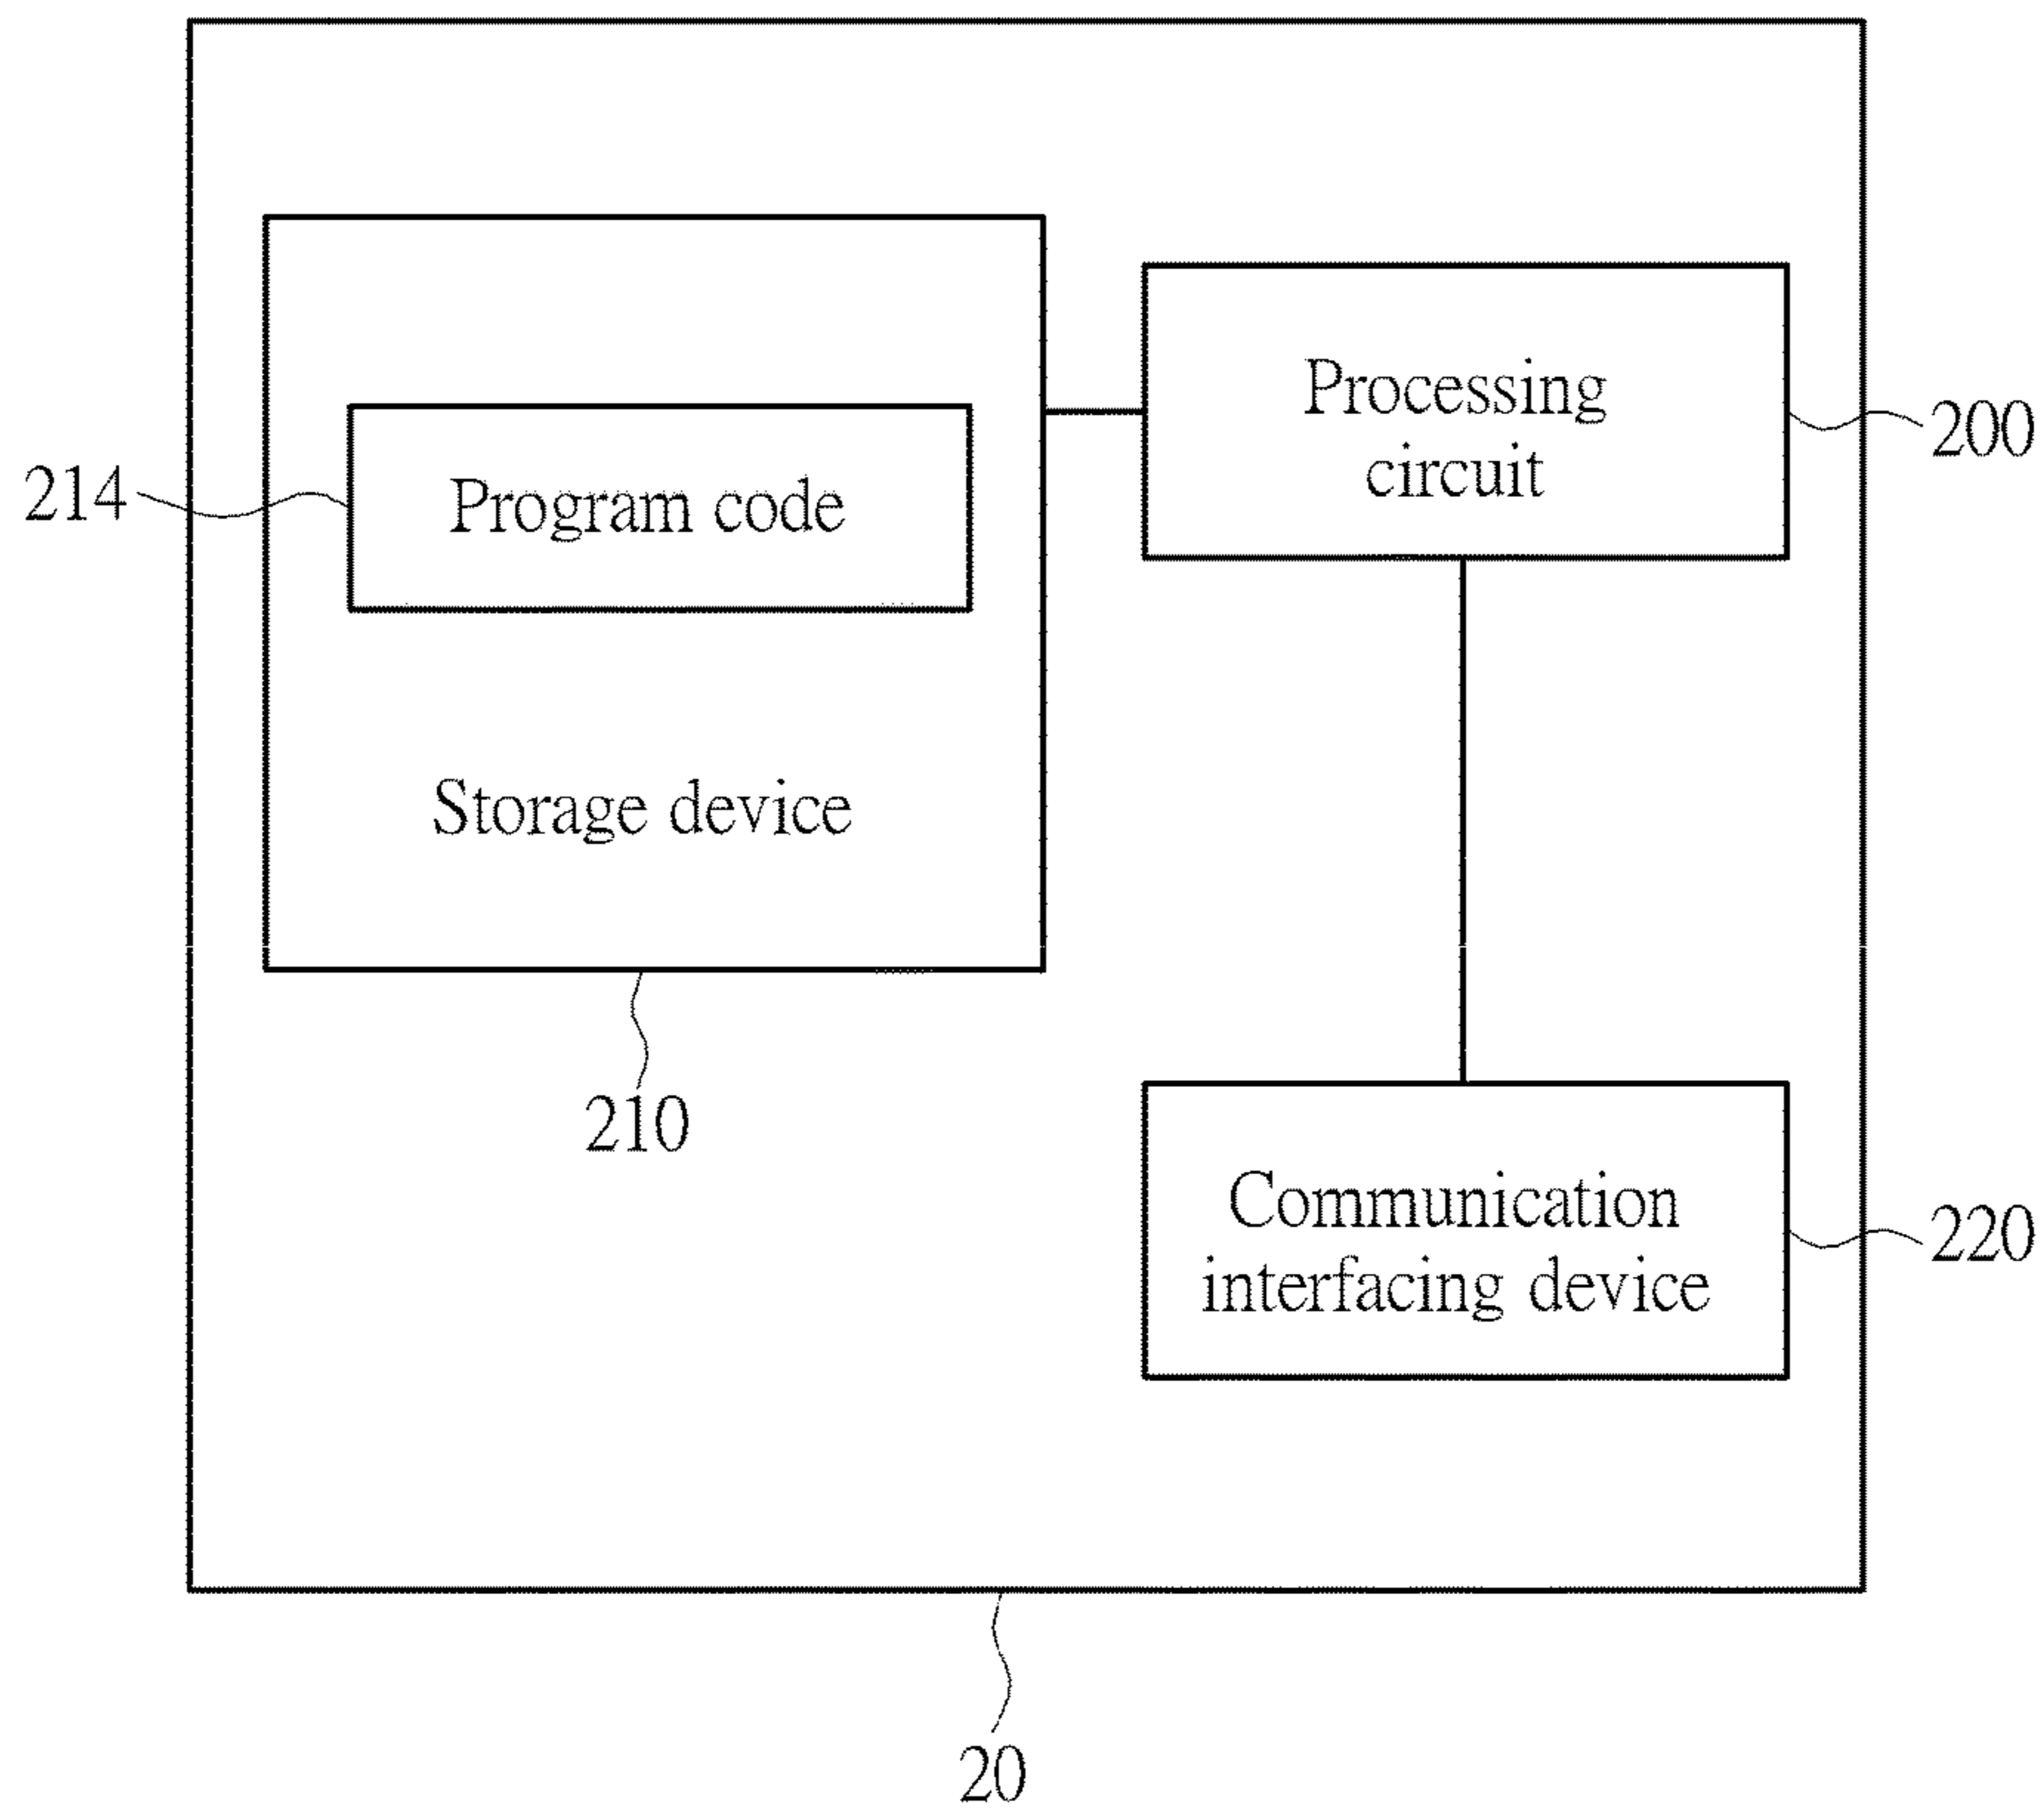 Processing
circuit
200
214
Program code
Storage device
210
Communication
interfacing device
220
20